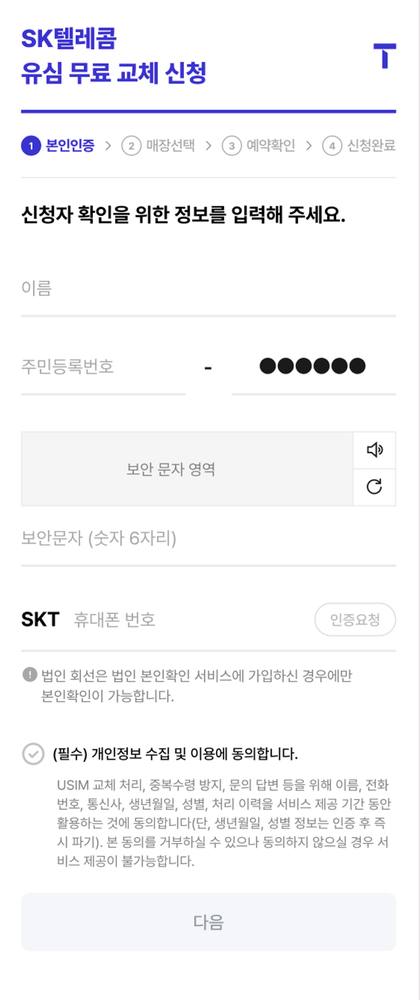 SK텔레콤
유심 무료 교체 신청
T
1 본인인증 > 2 매장선택 > 3 예약확인 > 4 신청완료
신청자 확인을 위한 정보를 입력해 주세요.
이름
주민등록번호 - ●●●●●●
보안 문자 영역
보안문자 (숫자 6자리)
SKT 휴대폰 번호 인증요청
! 법인 회선은 법인 본인확인 서비스에 가입하신 경우에만
본인확인이 가능합니다.
(필수) 개인정보 수집 및 이용에 동의합니다.
USIM 교체 처리, 중복수령 방지, 문의 답변 등을 위해 이름, 전화
번호, 통신사, 생년월일, 성별, 처리 이력을 서비스 제공 기간 동안
활용하는 것에 동의합니다(단, 생년월일, 성별 정보는 인증 후 즉
시 파기). 본 동의를 거부하실 수 있으나 동의하지 않으실 경우 서
비스 제공이 불가능합니다.
다음